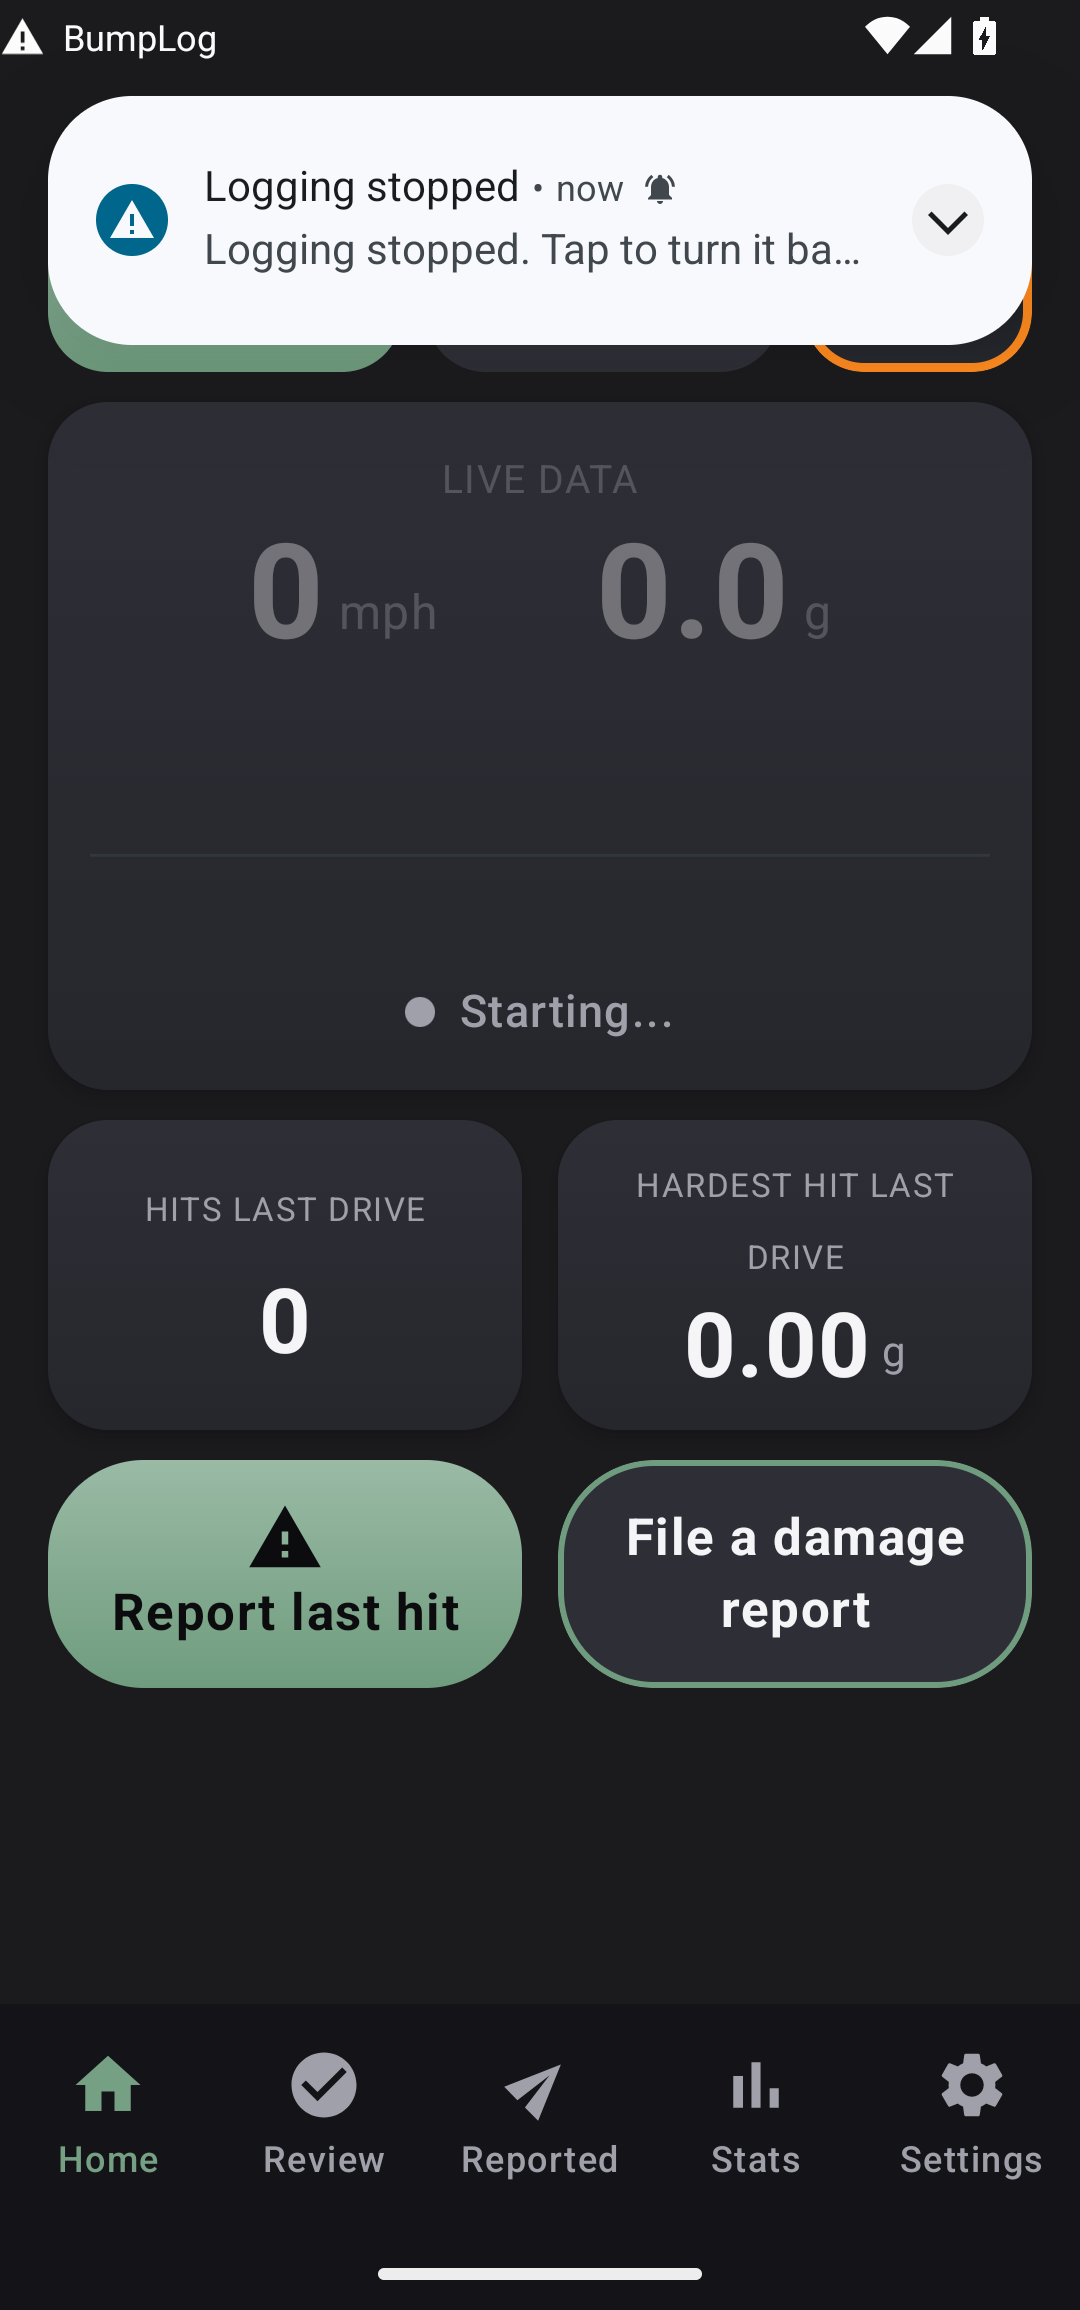 BumpLog
Logging stopped • now
Logging stopped. Tap to turn it ba...
LIVE DATA
0 mph 0.0 g
Starting...
HITS LAST DRIVE
0
HARDEST HIT LAST
DRIVE
0.00 g
Report last hit
File a damage
report
Home Review Reported Stats Settings